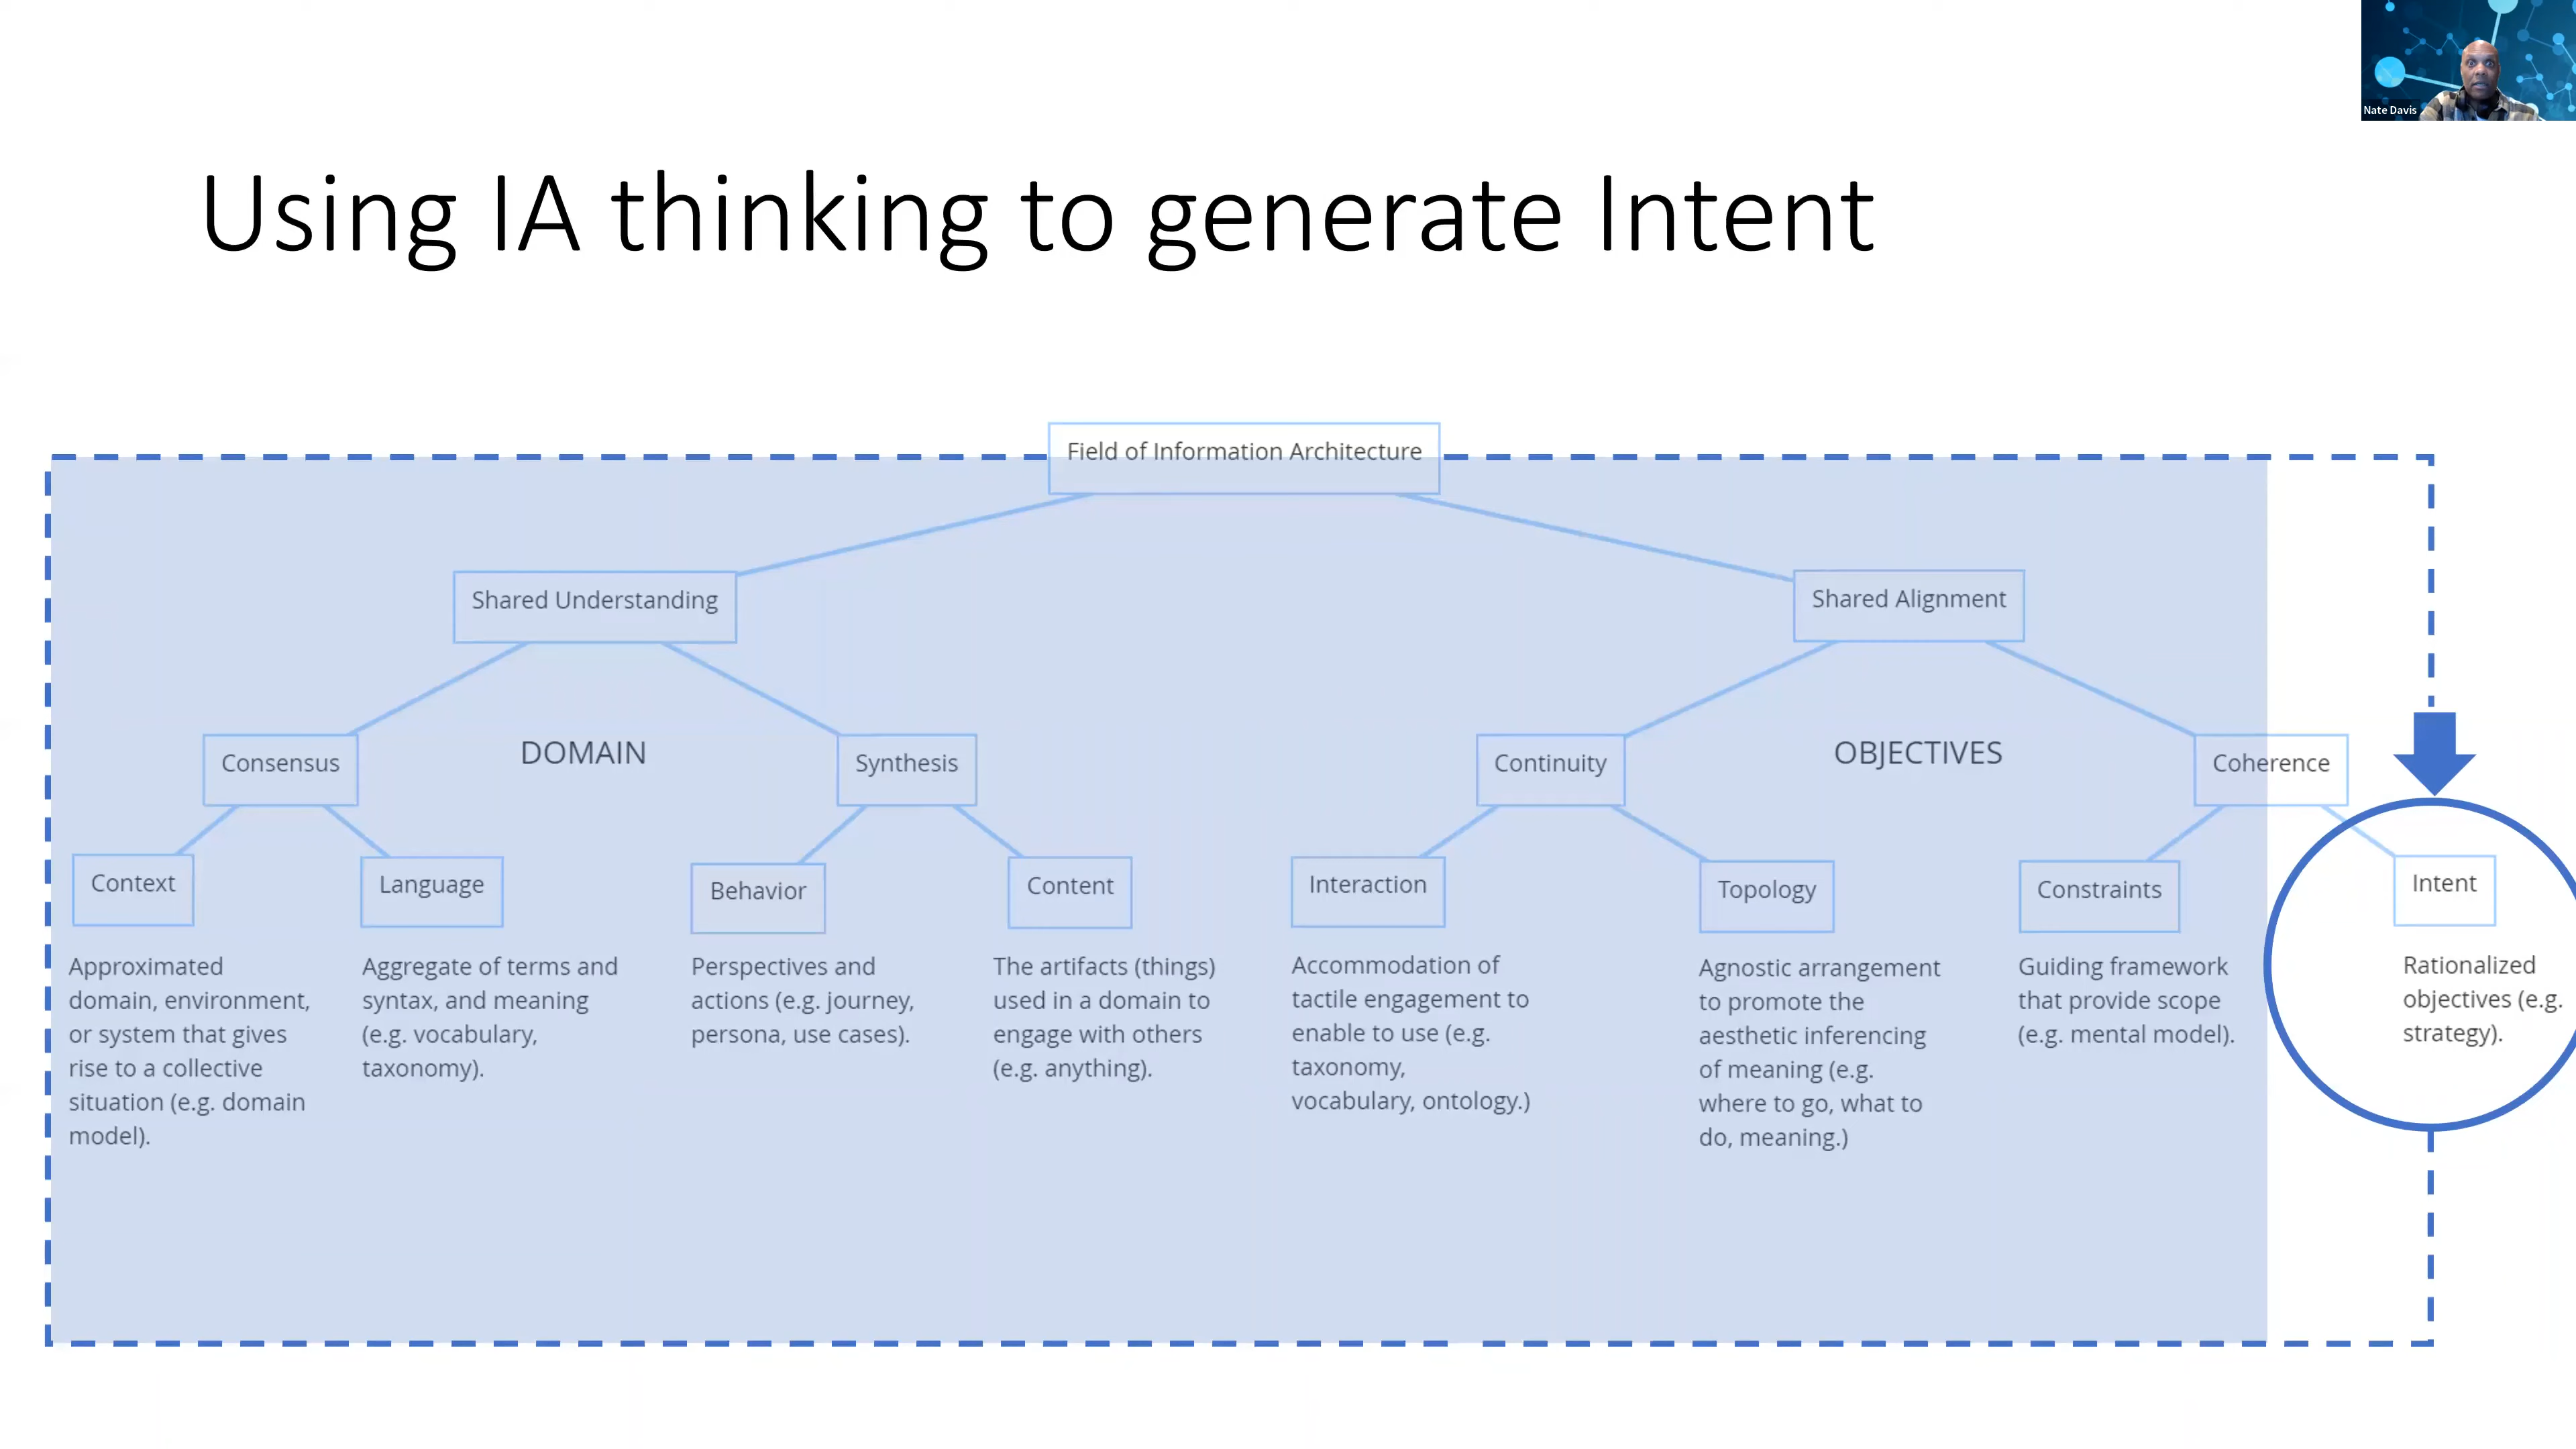 Nate Davis
Using IA thinking to generate Intent
Field of Information Architecture
Shared Understanding
Shared Alignment
Consensus
DOMAIN
Synthesis
Continuity
OBJECTIVES
Coherence
Context
Language
Behavior
Content
Interaction
Topology
Constraints
Intent
Approximated
domain, environment,
or system that gives
rise to a collective
situation (e.g. domain
model).
Aggregate of terms and
syntax, and meaning
(e.g. vocabulary,
taxonomy).
Perspectives and
actions (e.g. journey,
persona, use cases).
The artifacts (things)
used in a domain to
engage with others
(e.g. anything).
Accommodation of
tactile engagement to
enable to use (e.g.
taxonomy,
vocabulary, ontology.)
Agnostic arrangement
to promote the
aesthetic inferencing
of meaning (e.g.
where to go, what to
do, meaning.)
Guiding framework
that provide scope
(e.g. mental model).
Rationalized
objectives (e.g.
strategy).